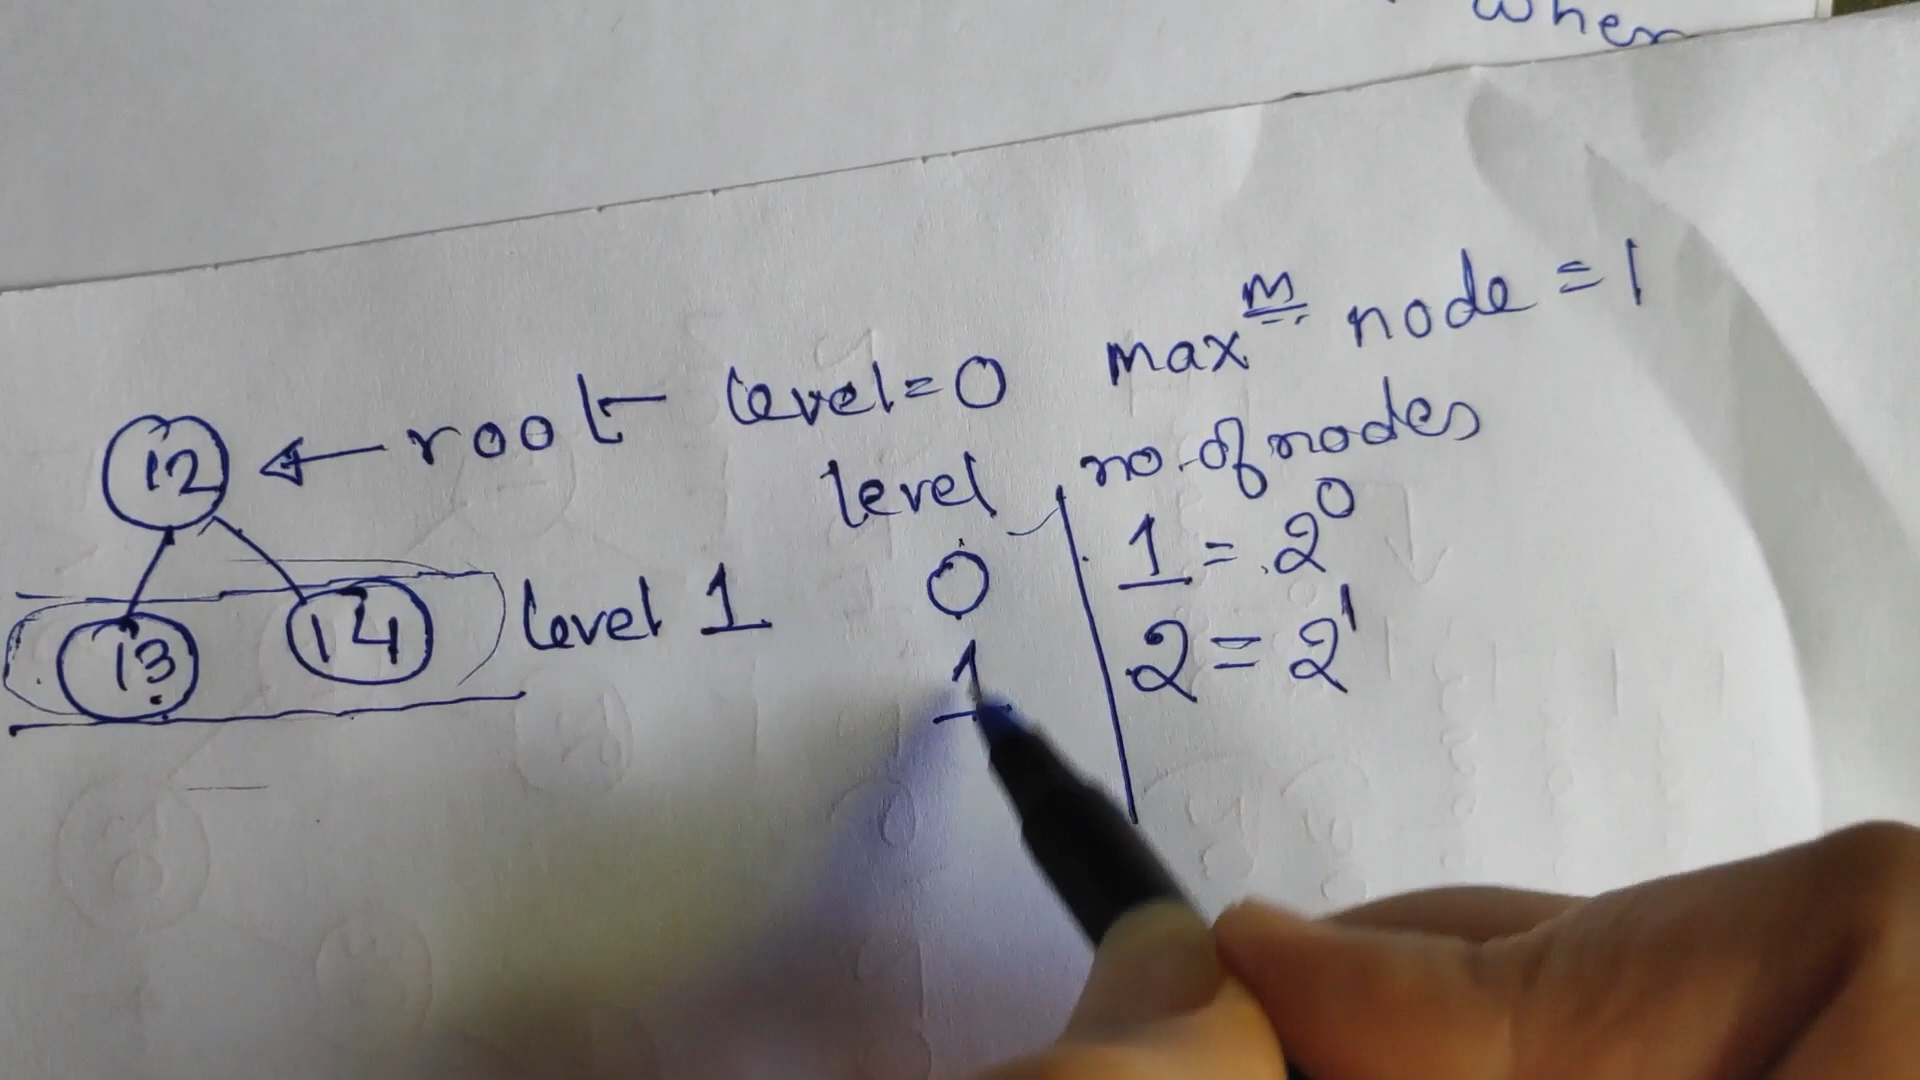 when
max m node = 1
12 ← root level=0
level no. of nodes
0 1 = 2^0
13 14 level 1
1 2 = 2^1